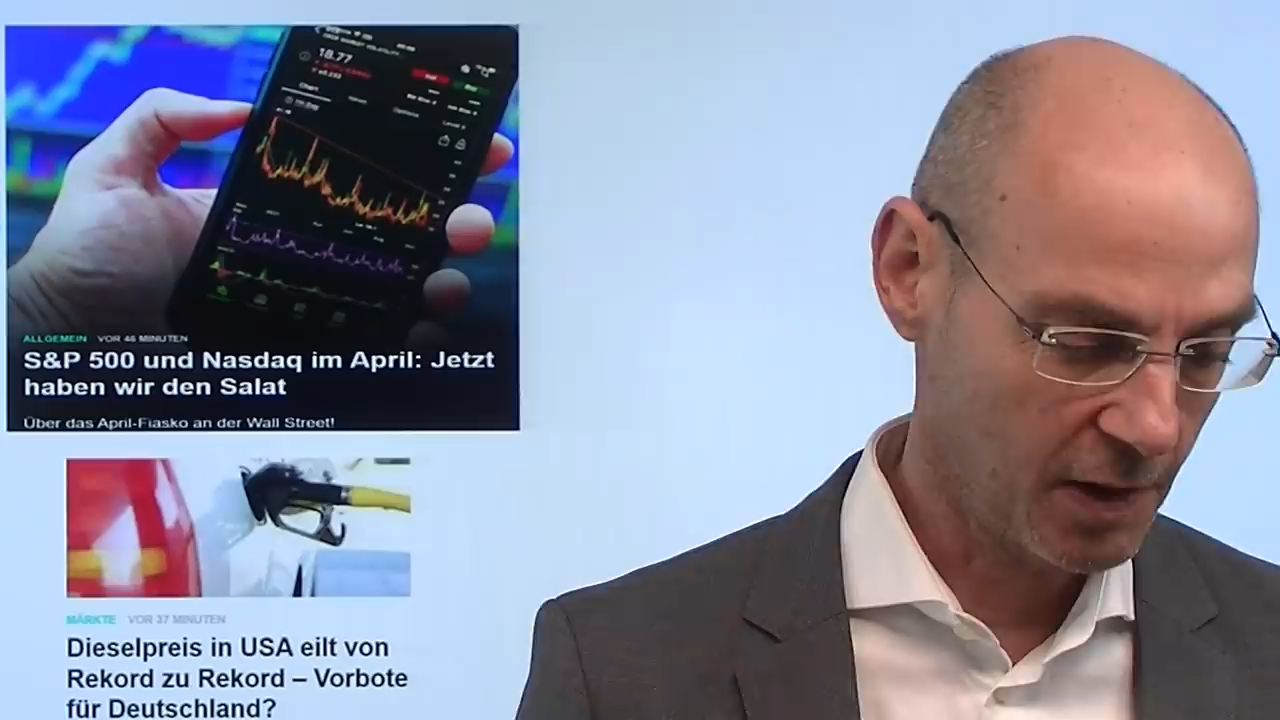 18.77
Chart
ALLGEMEIN VOR 46 MINUTEN
S&P 500 und Nasdaq im April: Jetzt
haben wir den Salat
Über das April-Fiasko an der Wall Street!
MÄRKTE VOR 37 MINUTEN
Dieselpreis in USA eilt von
Rekord zu Rekord – Vorbote
für Deutschland?